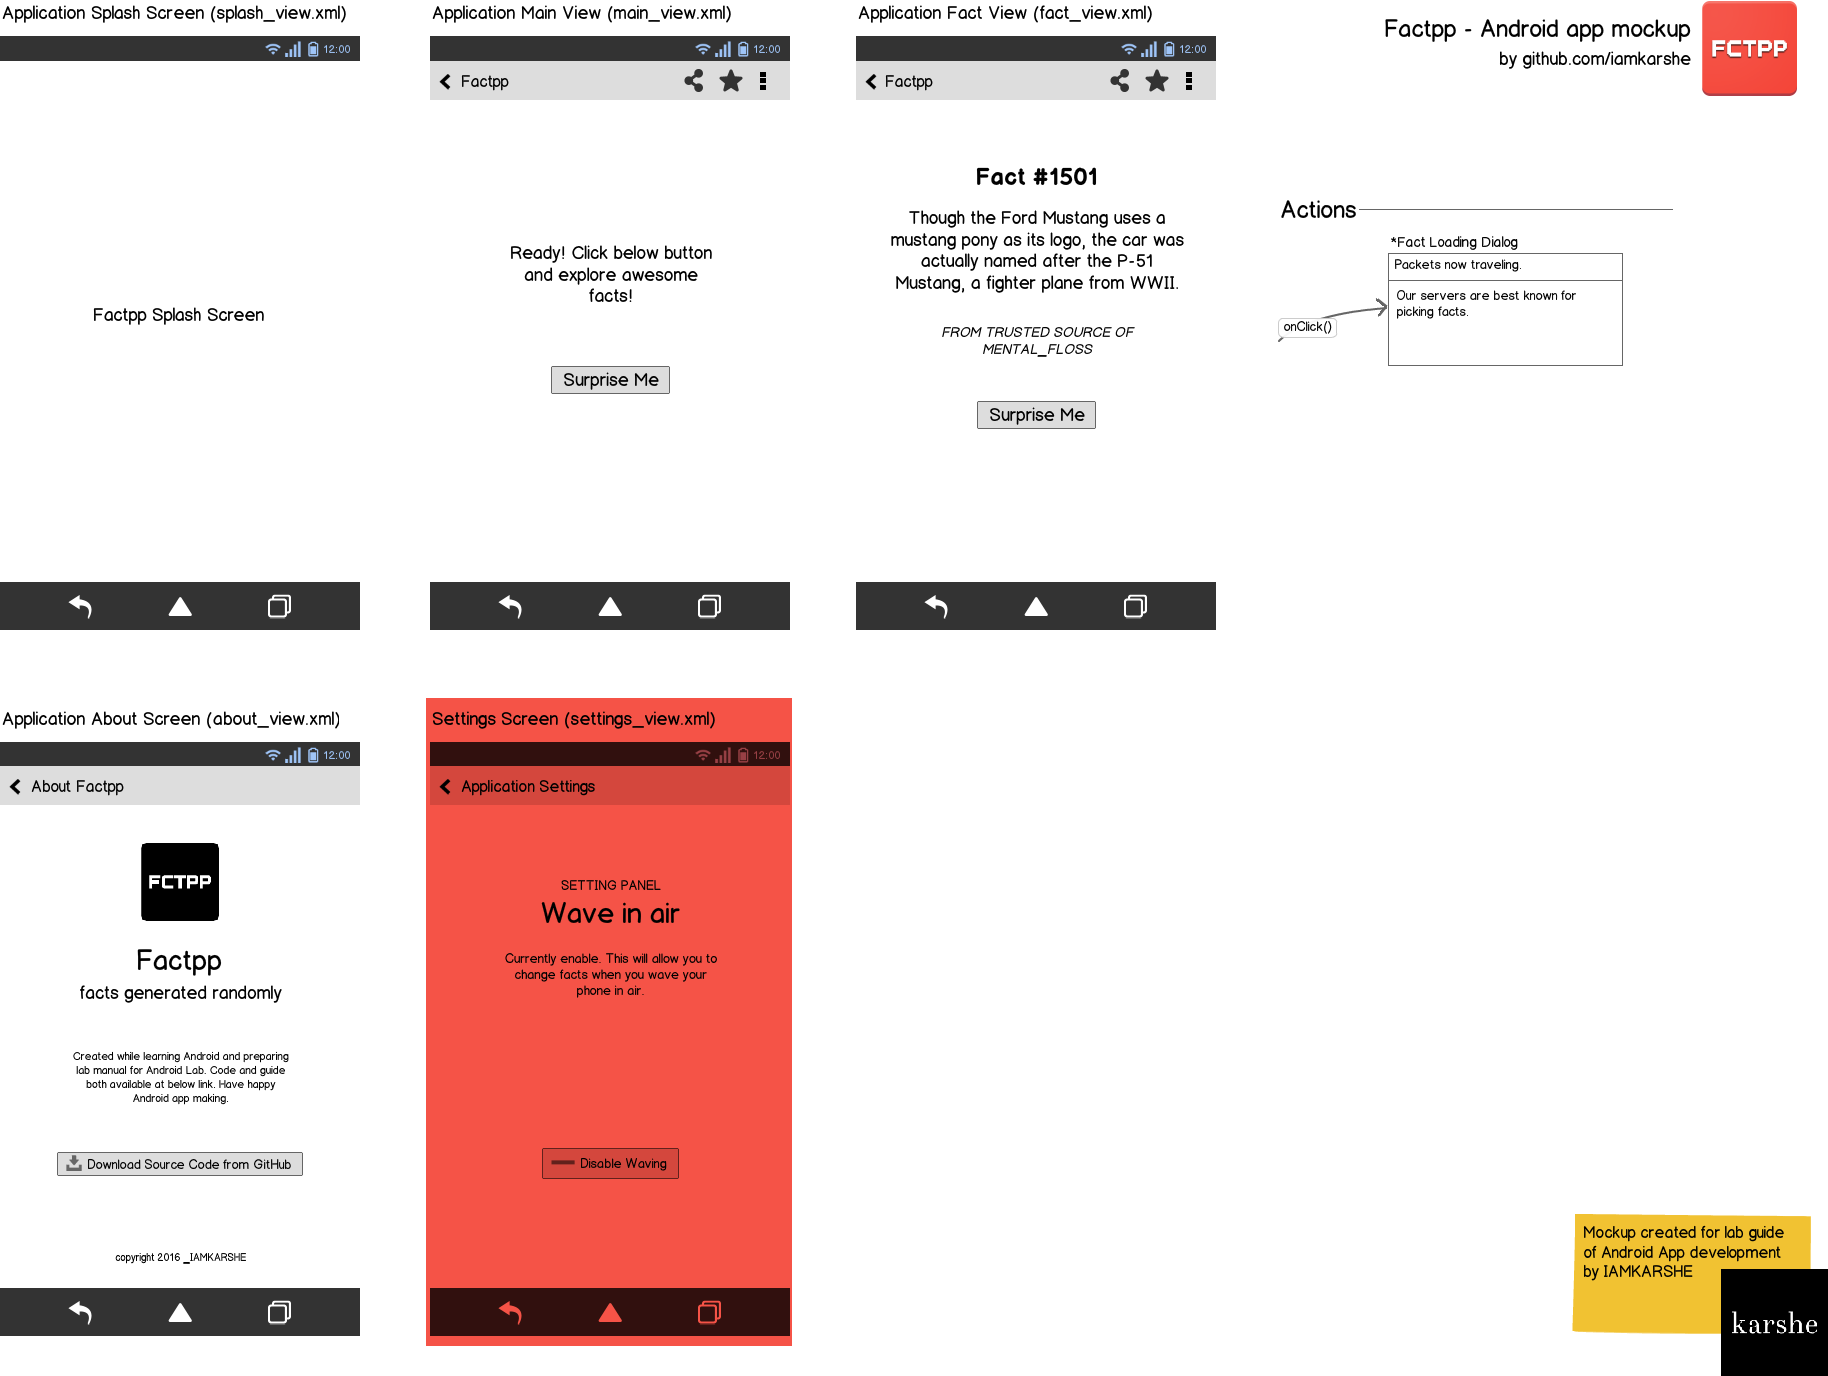 Application Splash Screen (splash_view.xml)
12:00
Factpp Splash Screen
Application Main View (main_view.xml)
12:00
Factpp
Ready! Click below button
and explore awesome
facts!
Surprise Me
Application Fact View (fact_view.xml)
12:00
Factpp
Fact #1501
Though the Ford Mustang uses a
mustang pony as its logo, the car was
actually named after the P-51
Mustang, a fighter plane from WWII.
FROM TRUSTED SOURCE OF
MENTAL_FLOSS
Surprise Me
Factpp - Android app mockup
by github.com/iamkarshe
FCTPP
Actions
*Fact Loading Dialog
Packets now traveling.
Our servers are best known for
picking facts.
onClick()
Application About Screen (about_view.xml)
12:00
About Factpp
FCTPP
Factpp
facts generated randomly
Created while learning Android and preparing
lab manual for Android Lab. Code and guide
both available at below link. Have happy
Android app making.
Download Source Code from GitHub
copyright 2016 _IAMKARSHE
Settings Screen (settings_view.xml)
12:00
Application Settings
SETTING PANEL
Wave in air
Currently enable. This will allow you to
change facts when you wave your
phone in air.
Disable Waving
Mockup created for lab guide
of Android App development
by IAMKARSHE
karshe